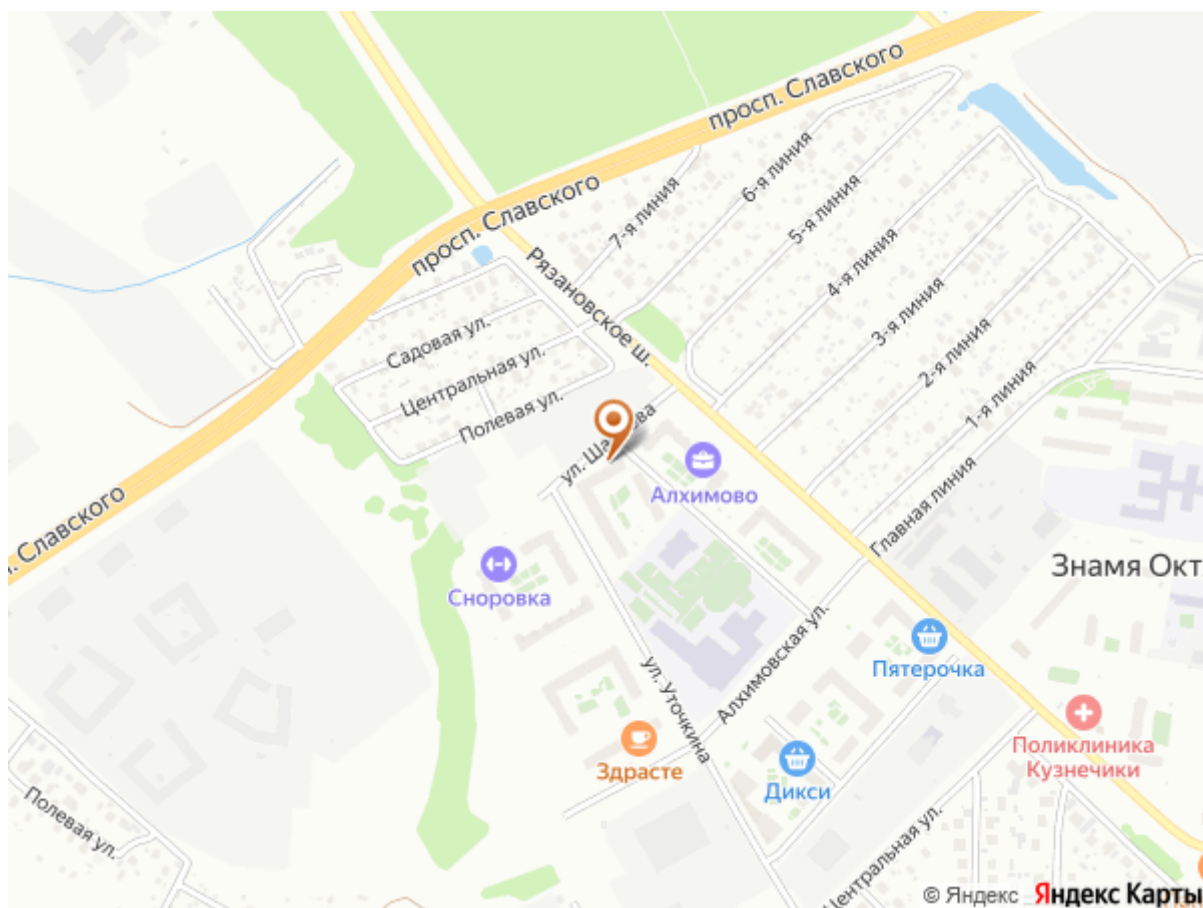 просп. Славского
6-я линия
5-я линия
7-я линия
просп. Славского
4-я линия
Рязановское ш.
3-я линия
Садовая ул.
2-я линия
Центральная ул.
1-я линия
Полевая ул.
ул.
Алхимово
Главная линия
Славского
Знамя Окт
Сноровка
Алхимовская ул.
Пятерочка
ул. Уточкина
Поликлиника
Кузнечики
Здрасте
Дикси
Полевая ул.
Центральная ул.
© Яндекс Яндекс Карты